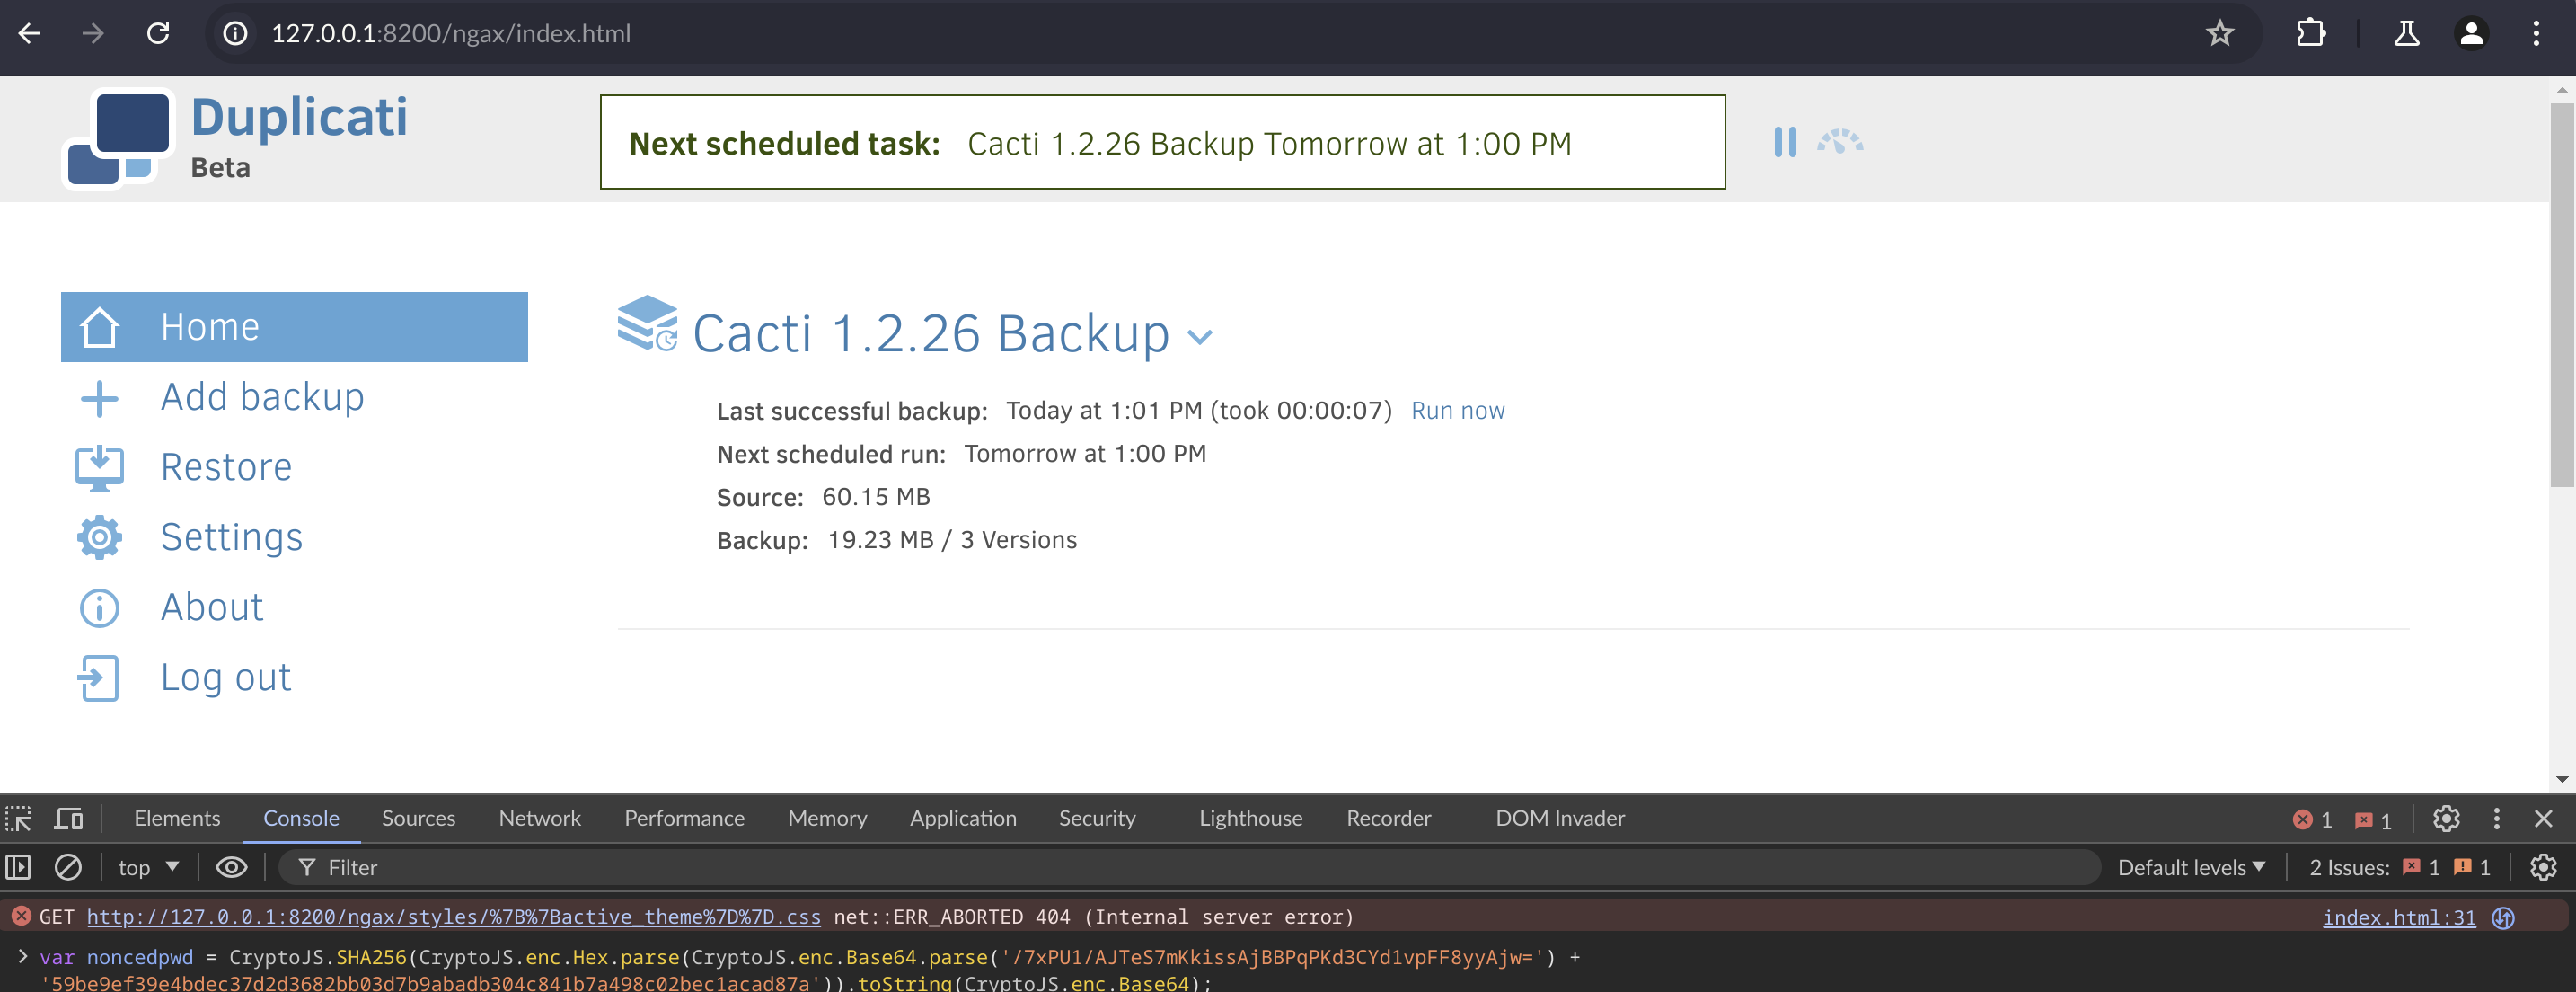 127.0.0.1:8200/ngax/index.html
Duplicati
Beta
Next scheduled task: Cacti 1.2.26 Backup Tomorrow at 1:00 PM
Home
Add backup
Restore
Settings
About
Log out
Cacti 1.2.26 Backup
Last successful backup: Today at 1:01 PM (took 00:00:07) Run now
Next scheduled run: Tomorrow at 1:00 PM
Source: 60.15 MB
Backup: 19.23 MB / 3 Versions
Elements Console Sources Network Performance Memory Application Security Lighthouse Recorder DOM Invader 1 1
top Filter Default levels 2 Issues: 1 1
GET http://127.0.0.1:8200/ngax/styles/%7B%7Bactive_theme%7D%7D.css net::ERR_ABORTED 404 (Internal server error) index.html:31
> var noncedpwd = CryptoJS.SHA256(CryptoJS.enc.Hex.parse(CryptoJS.enc.Base64.parse('/7xPU1/AJTeS7mKkissAjBBPqPKd3CYd1vpFF8yyAjw=') +
'59be9ef39e4bdec37d2d3682bb03d7b9abadb304c841b7a498c02bec1acad87a')).toString(CryptoJS.enc.Base64);